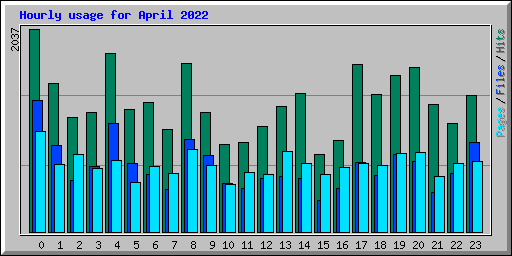 Hourly usage for April 2022
2037
Pages/Files/Hits
0 1 2 3 4 5 6 7 8 9 10 11 12 13 14 15 16 17 18 19 20 21 22 23